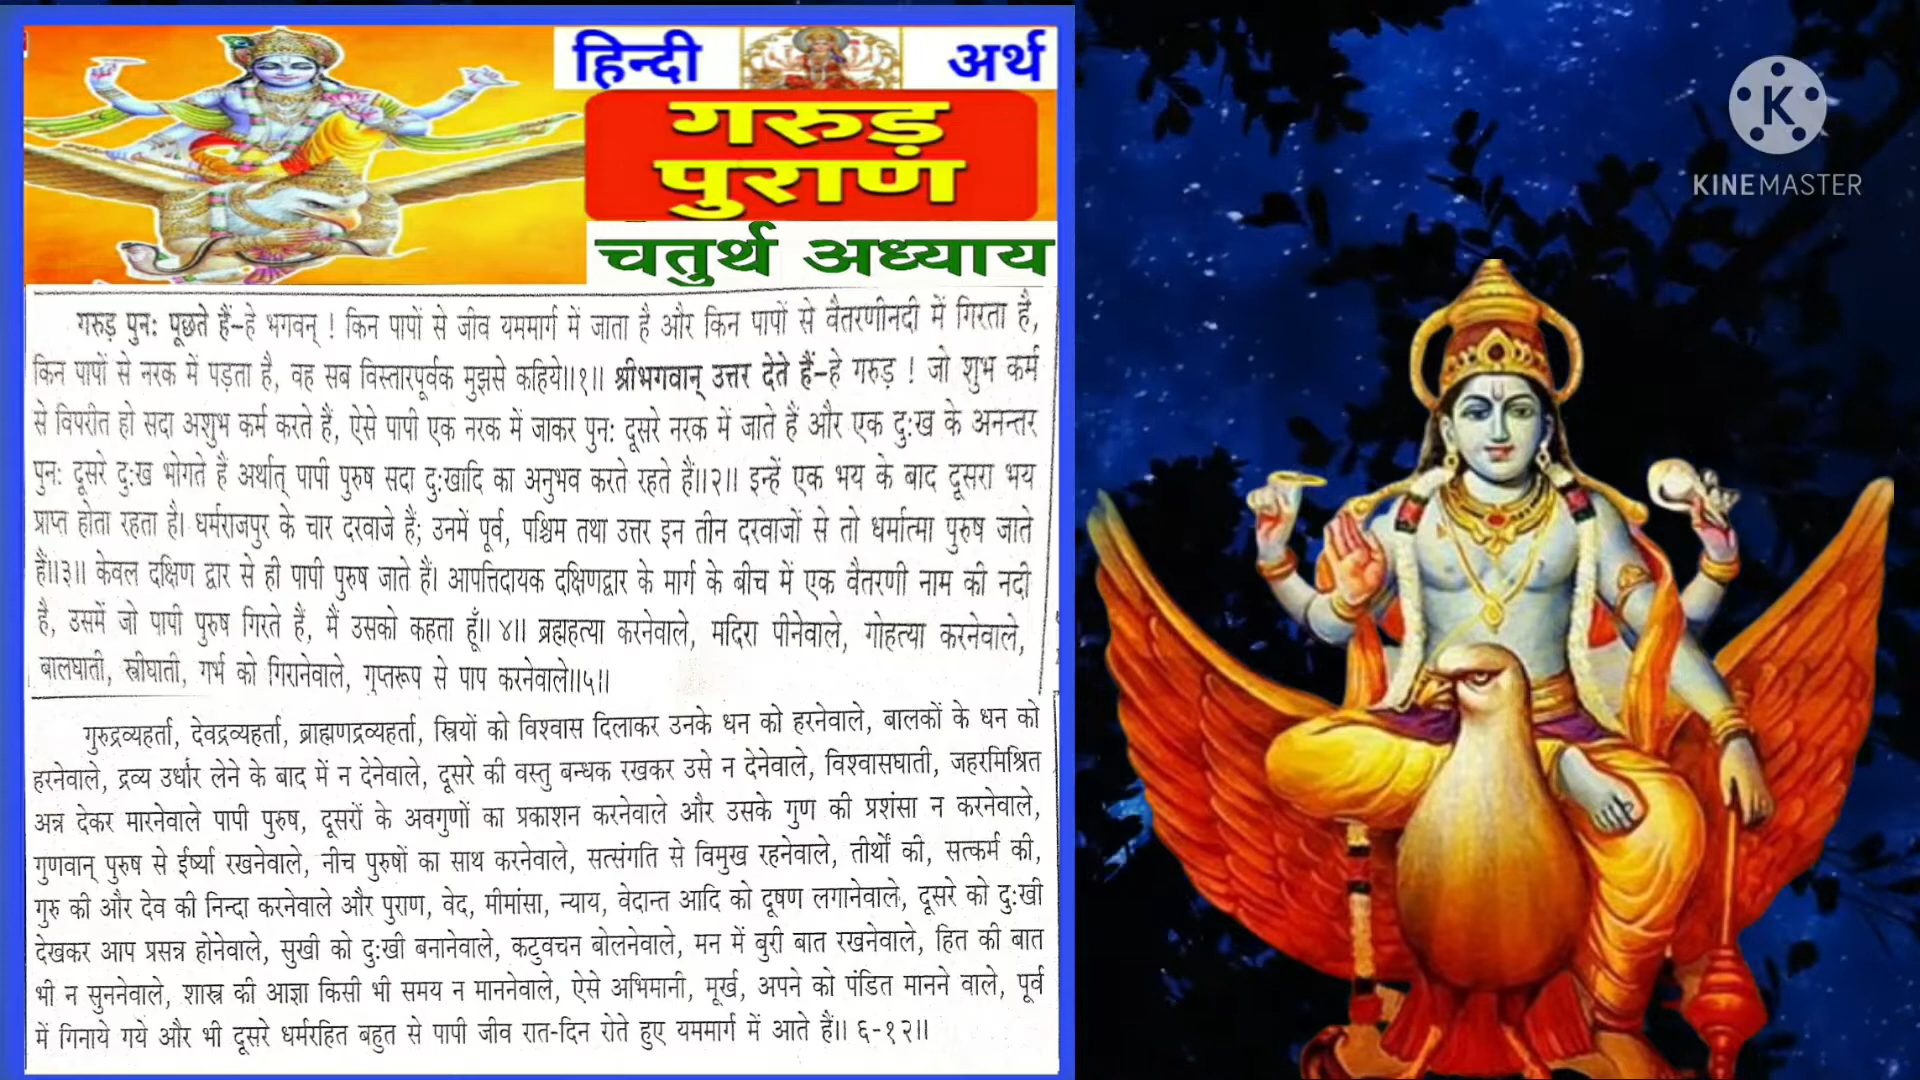 हिन्दी अर्थ
गरुड़
पुराणं
चतुर्थ अध्याय
गरुड़ पुन: पूछते हैं–हे भगवन् ! किन पापों से जीव यममार्ग में जाता है और किन पापों से वैतरणीनदी में गिरता है,
किन पापों से नरक में पड़ता है, वह सब विस्तारपूर्वक मुझसे कहिये॥१॥ श्रीभगवान् उत्तर देते हैं–हे गरुड़ ! जो शुभ कर्म
से विपरीत हो सदा अशुभ कर्म करते हैं, ऐसे पापी एक नरक में जाकर पुन: दूसरे नरक में जाते हैं और एक दु:ख के अनन्तर
पुन: दूसरे दु:ख भोगते हैं अर्थात् पापी पुरुष सदा दु:खादि का अनुभव करते रहते हैं॥२॥ इन्हें एक भय के बाद दूसरा भय
प्राप्त होता रहता है। धर्मराजपुर के चार दरवाजे हैं; उनमें पूर्व, पश्चिम तथा उत्तर इन तीन दरवाजों से तो धर्मात्मा पुरुष जाते
हैं॥३॥ केवल दक्षिण द्वार से ही पापी पुरुष जाते हैं। आपत्तिदायक दक्षिणद्वार के मार्ग के बीच में एक वैतरणी नाम की नदी
है, उसमें जो पापी पुरुष गिरते हैं, मैं उसको कहता हूँ॥ ४॥ ब्रह्महत्या करनेवाले, मदिरा पीनेवाले, गोहत्या करनेवाले,
बालघाती, स्त्रीघाती, गर्भ को गिरानेवाले, गुप्तरूप से पाप करनेवाले॥५॥
गुरुद्रव्यहर्ता, देवद्रव्यहर्ता, ब्राह्मणद्रव्यहर्ता, स्त्रियों को विश्वास दिलाकर उनके धन को हरनेवाले, बालकों के धन को
हरनेवाले, द्रव्य उधार लेने के बाद में न देनेवाले, दूसरे की वस्तु बन्धक रखकर उसे न देनेवाले, विश्वासघाती, जहरमिश्रित
अन्न देकर मारनेवाले पापी पुरुष, दूसरों के अवगुणों का प्रकाशन करनेवाले और उसके गुण की प्रशंसा न करनेवाले,
गुणवान् पुरुष से ईर्ष्या रखनेवाले, नीच पुरुषों का साथ करनेवाले, सत्संगति से विमुख रहनेवाले, तीर्थों की, सत्कर्म की,
गुरु की और देव की निन्दा करनेवाले और पुराण, वेद, मीमांसा, न्याय, वेदान्त आदि को दूषण लगानेवाले, दूसरे को दु:खी
देखकर आप प्रसन्न होनेवाले, सुखी को दु:खी बनानेवाले, कटुवचन बोलनेवाले, मन में बुरी बात रखनेवाले, हित की बात
भी न सुननेवाले, शास्त्र की आज्ञा किसी भी समय न माननेवाले, ऐसे अभिमानी, मूर्ख, अपने को पंडित मानने वाले, पूर्व
में गिनाये गये और भी दूसरे धर्मरहित बहुत से पापी जीव रात-दिन रोते हुए यममार्ग में आते हैं॥ ६-१२॥
K
KINEMASTER